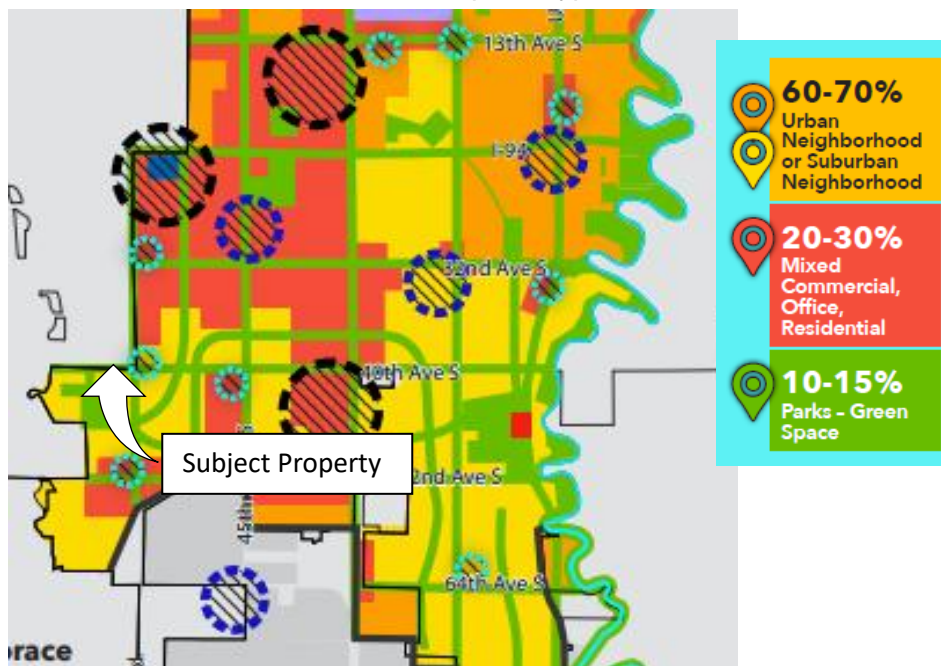 13th Ave S
I-94
32nd Ave S
40th Ave S
Subject Property
2nd Ave S
45th
64th Ave S
orace
60-70%
Urban
Neighborhood
or Suburban
Neighborhood
20-30%
Mixed
Commercial,
Office,
Residential
10-15%
Parks - Green
Space